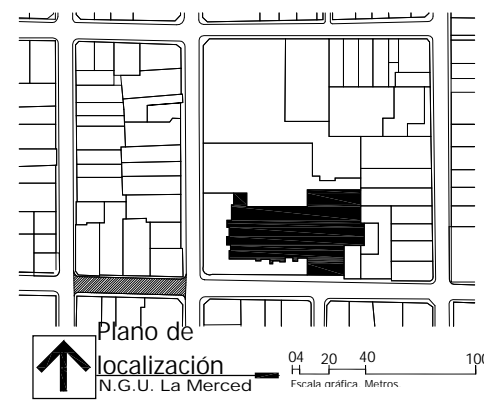 Plano de
localización
N.G.U. La Merced
04 20 40 100
Escala gráfica. Metros